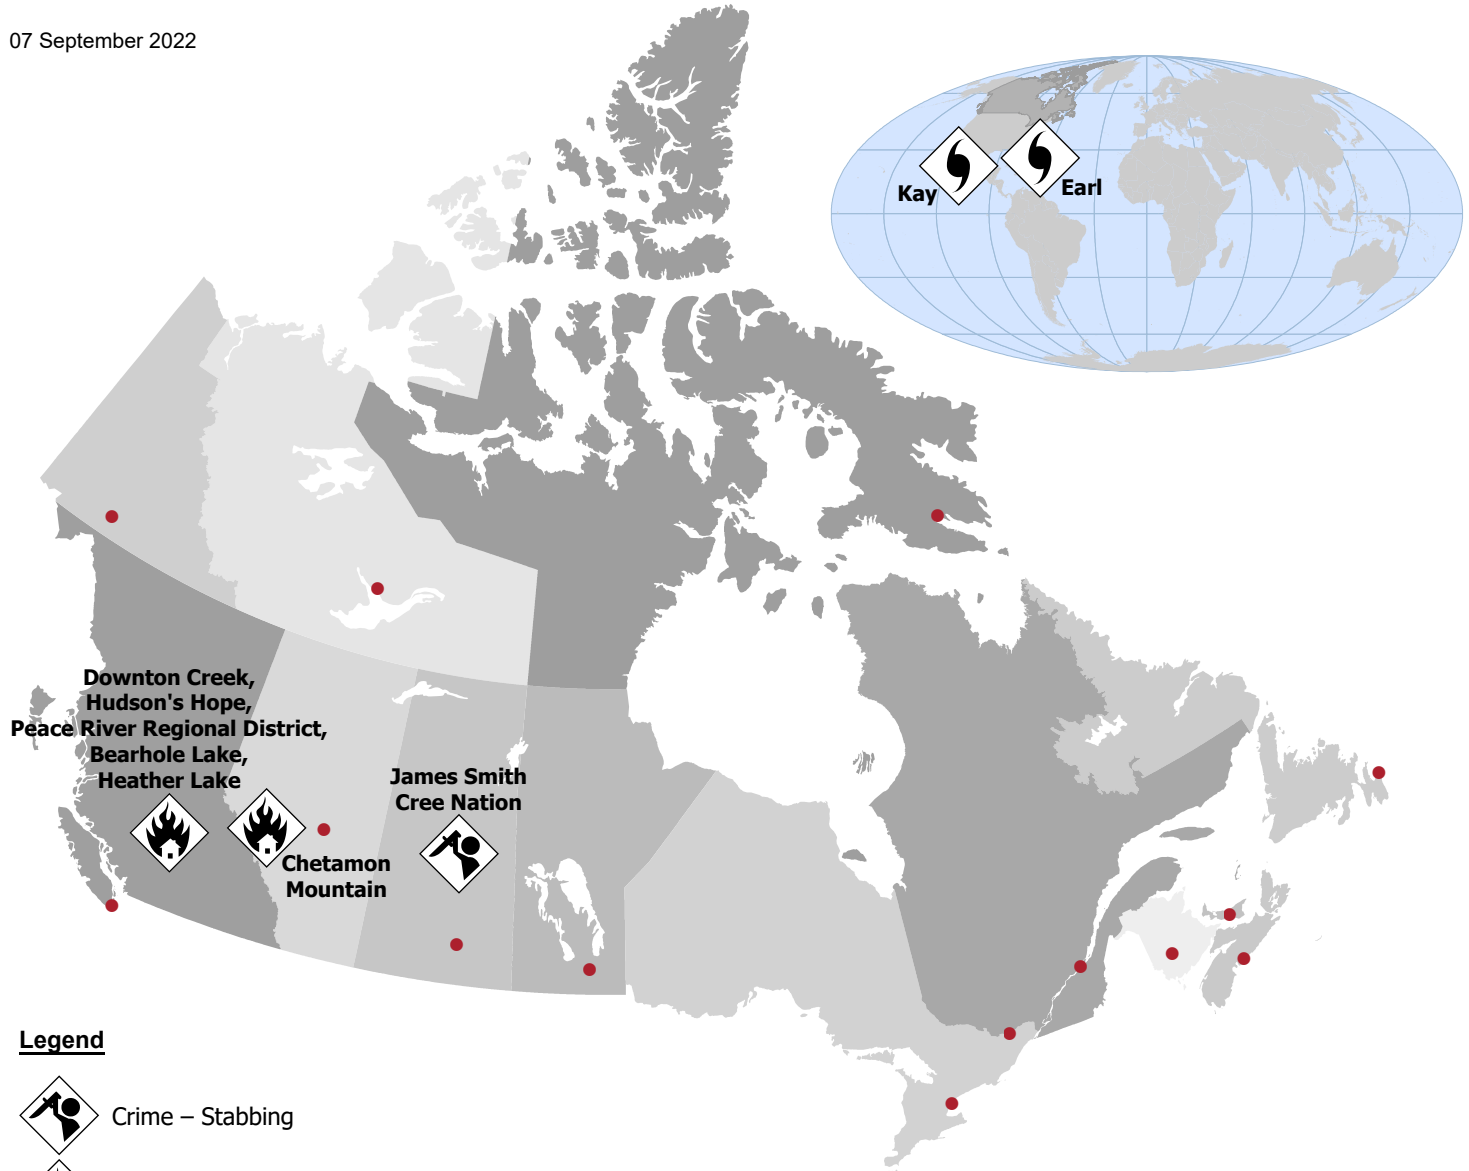 07 September 2022
Kay
Earl
Downton Creek,
Hudson's Hope,
Peace River Regional District,
Bearhole Lake,
Heather Lake
James Smith
Cree Nation
Chetamon
Mountain
Legend
Crime – Stabbing